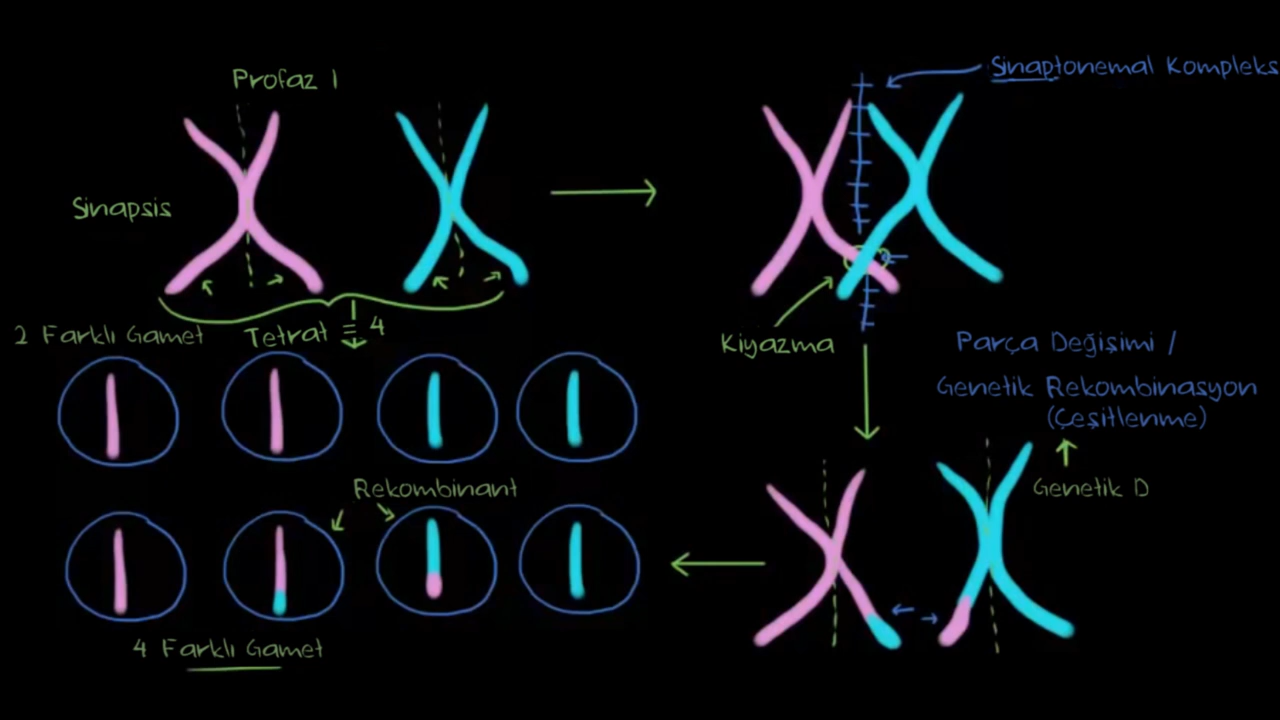 Profaz I
Sinaptonemal Kompleks
Sinapsis
2 Farklı Gamet
Tetrat = 4
Kiyazma
Parça Değişimi /
Genetik Rekombinasyon
(Çeşitlenme)
Genetik D
Rekombinant
4 Farklı Gamet